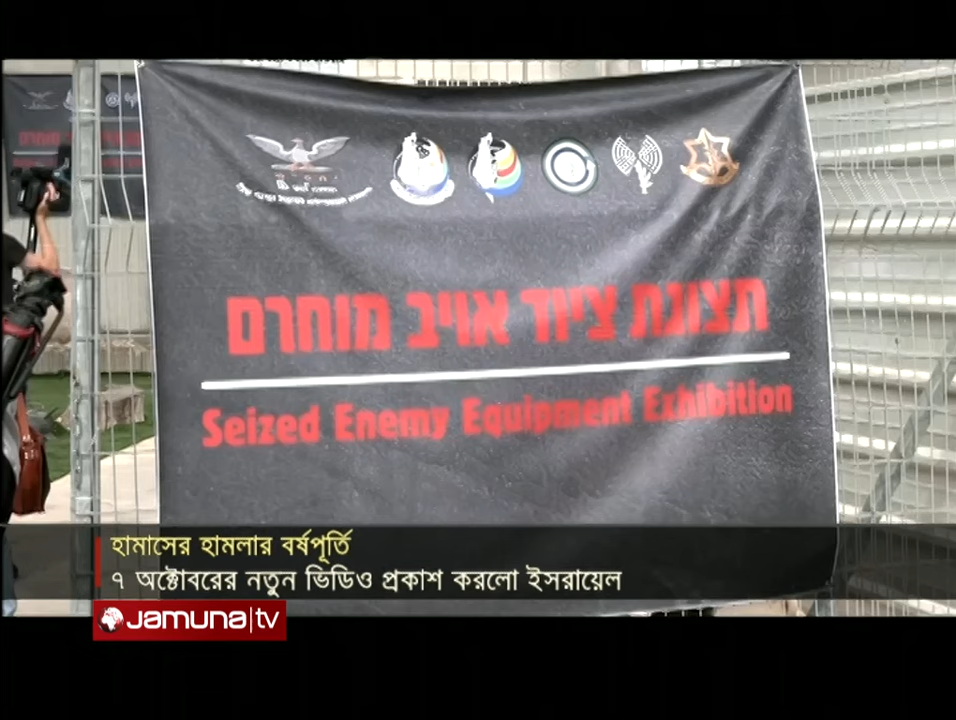 תצוגת ציוד אויב מוחרם
Seized Enemy Equipment Exhibition
হামাসের হামলার বর্ষপূর্তি
৭ অক্টোবরের নতুন ভিডিও প্রকাশ করলো ইসরায়েল
Jamuna|tv